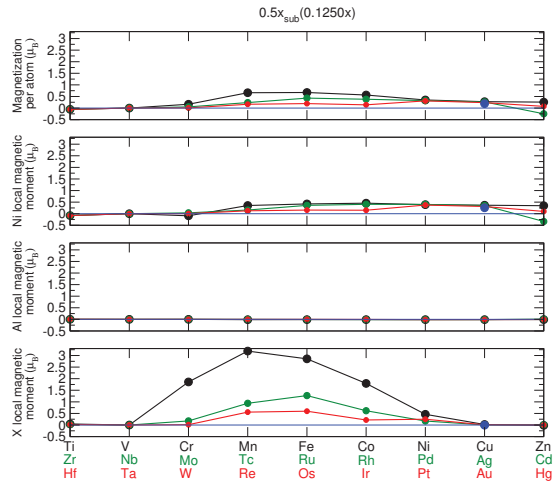 0.5x_sub(0.1250x)
Magnetization
per atom (μ_B)
3
2.5
2
1.5
1
0.5
0
-0.5
Ni local magnetic
moment (μ_B)
3
2.5
2
1.5
1
0.5
0
-0.5
Al local magnetic
moment (μ_B)
3
2.5
2
1.5
1
0.5
0
-0.5
X local magnetic
moment (μ_B)
3
2.5
2
1.5
1
0.5
0
-0.5
Ti V Cr Mn Fe Co Ni Cu Zn
Zr Nb Mo Tc Ru Rh Pd Ag Cd
Hf Ta W Re Os Ir Pt Au Hg